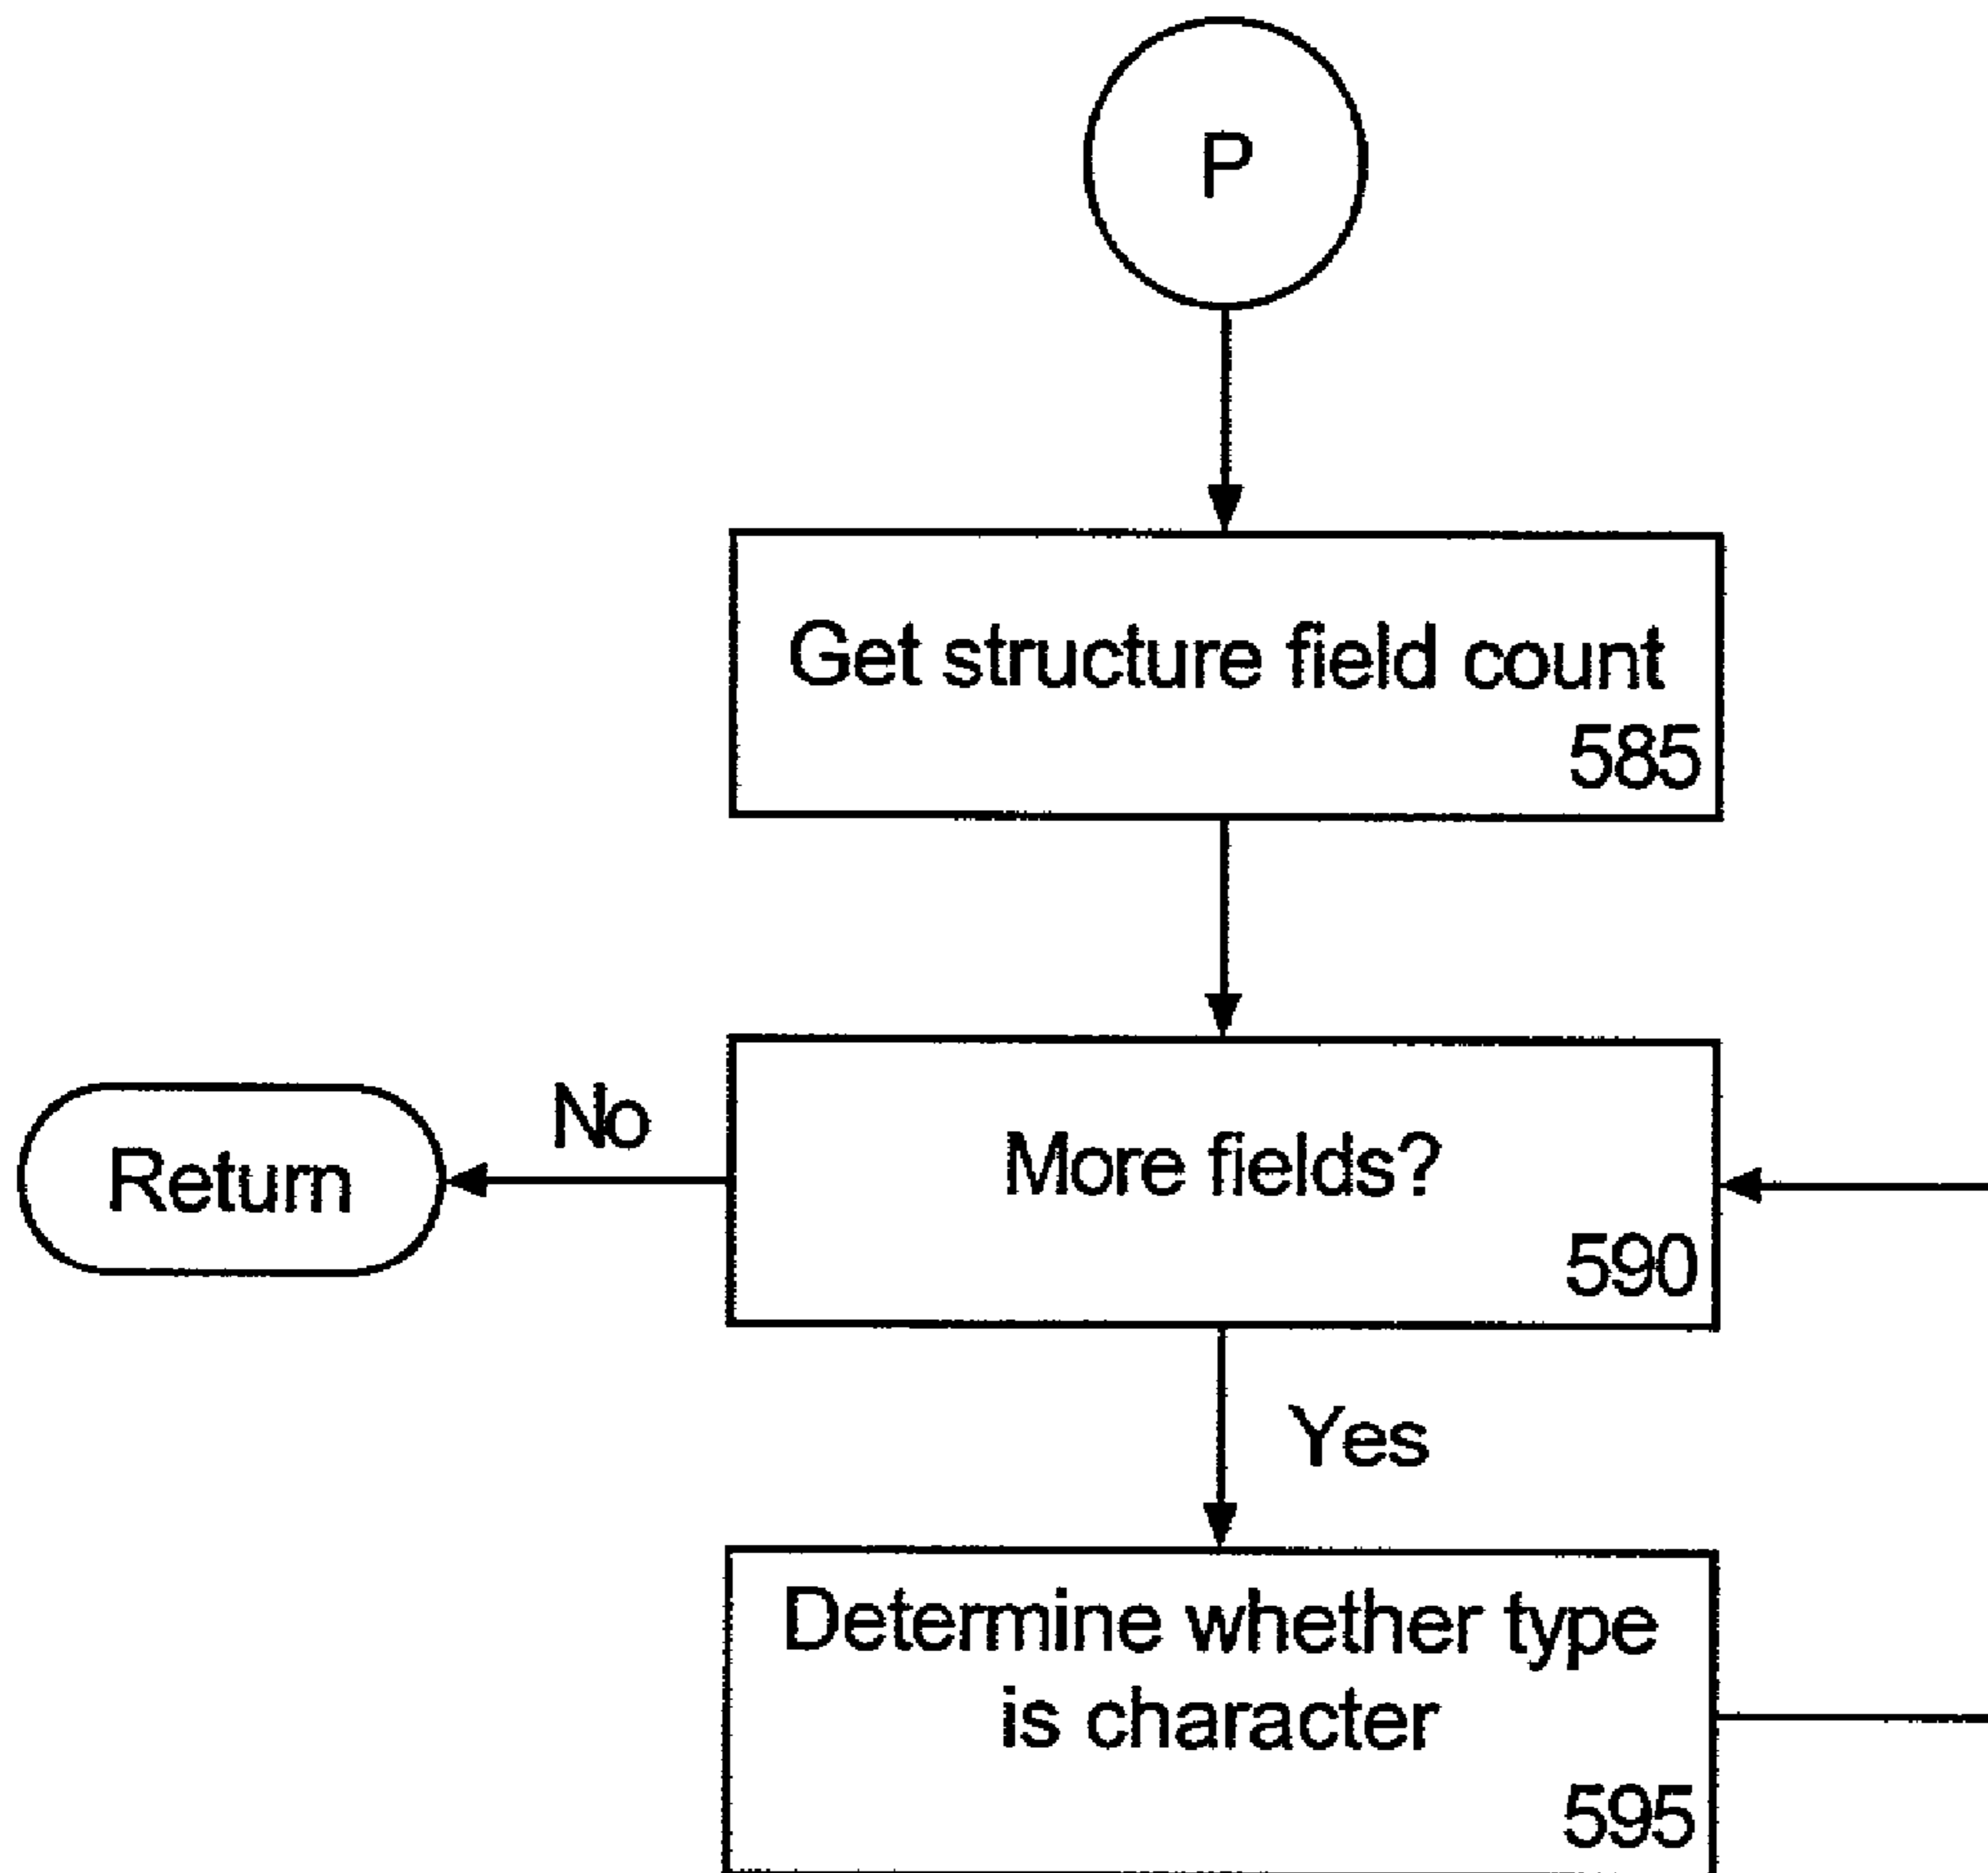 P
Get structure field count
585
No
Return
More fields?
590
Yes
Determine whether type
is character
595